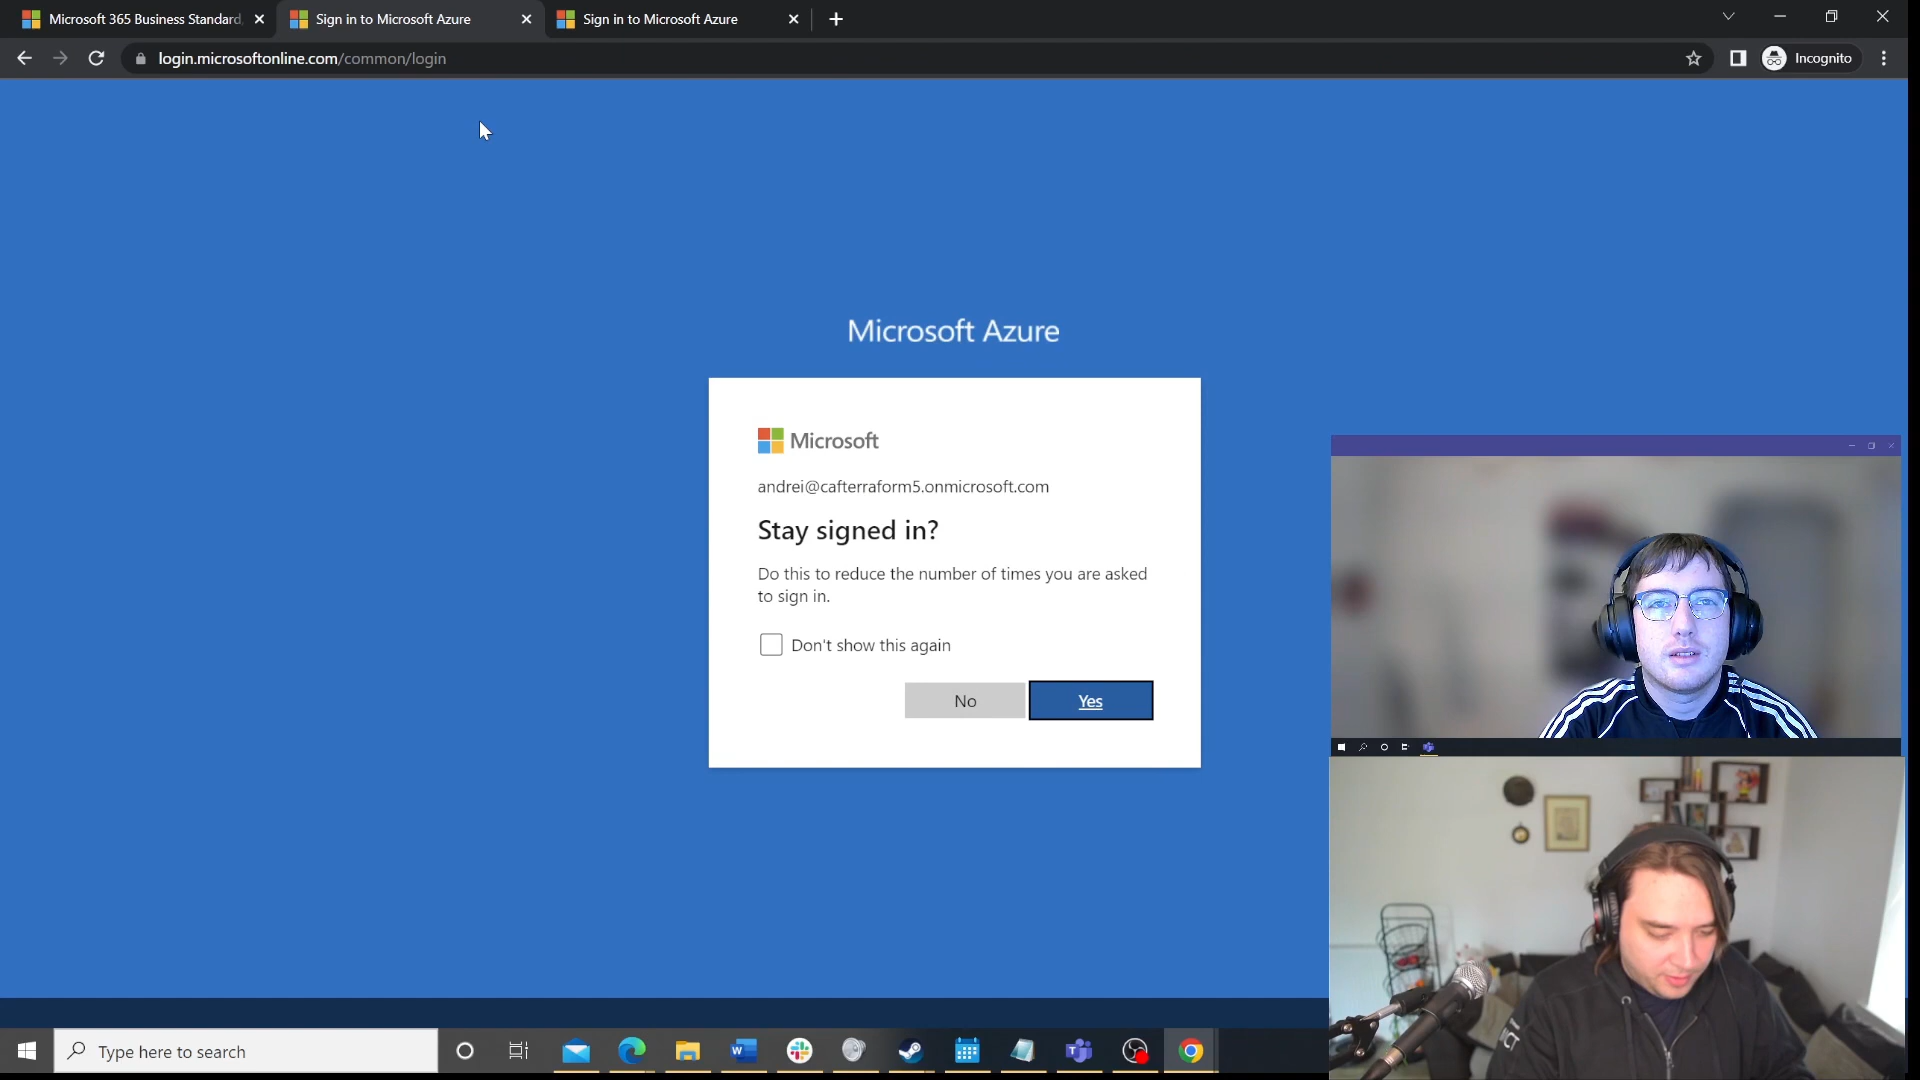 Microsoft 365 Business Standard,
Sign in to Microsoft Azure
Sign in to Microsoft Azure
login.microsoftonline.com/common/login
Incognito
Microsoft Azure
Microsoft
andrei@cafterraform5.onmicrosoft.com
Stay signed in?
Do this to reduce the number of times you are asked
to sign in.
Don't show this again
No
Yes
Type here to search